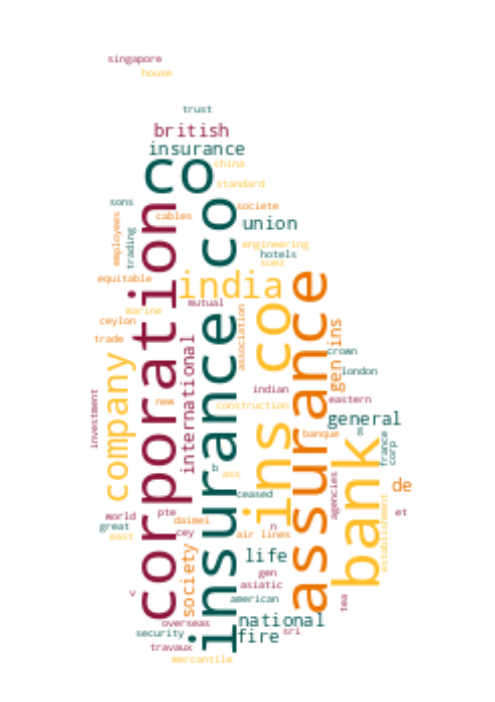 singapore
house
trust
british
insurance
co
china
standard
sons
cables
societe
union
employees
trading
corporation
insurance co
engineering
hotels
suez
equitable
india
mutual
marine
ceylon
trade
association
ins co
assurance
gen ins
crown
london
company
international
investment
indian
eastern
new
construction
general
banque
bank
france
corp
b
ass
ceased
agencies
de
establishment
et
world
pte
great
daimei
east
cey
n
air lines
society
life
gen
asiatic
american
v
tea
overseas
national
security
fire
sri
travaux
mercantile